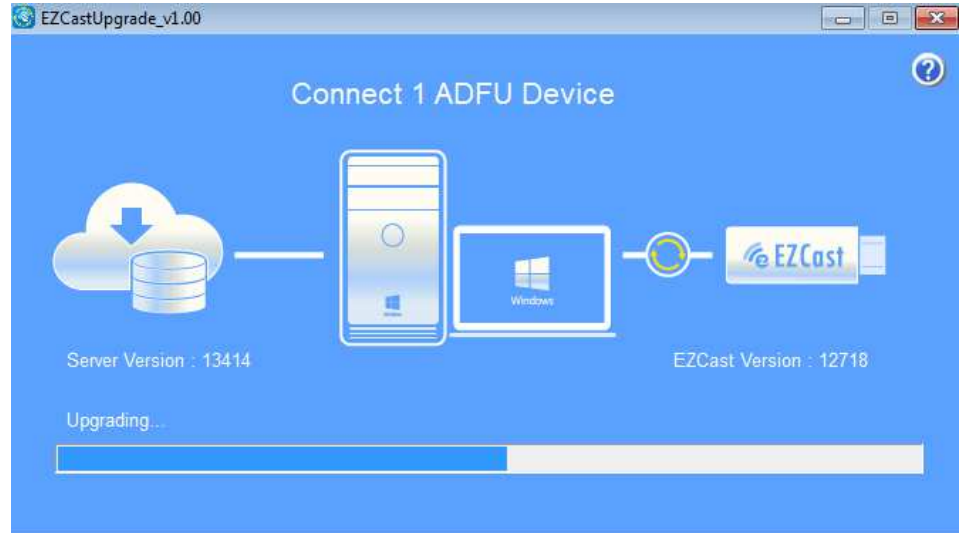 EZCastUpgrade_v1.00
Connect 1 ADFU Device
Windows
EZCast
Server Version : 13414
EZCast Version : 12718
Upgrading...